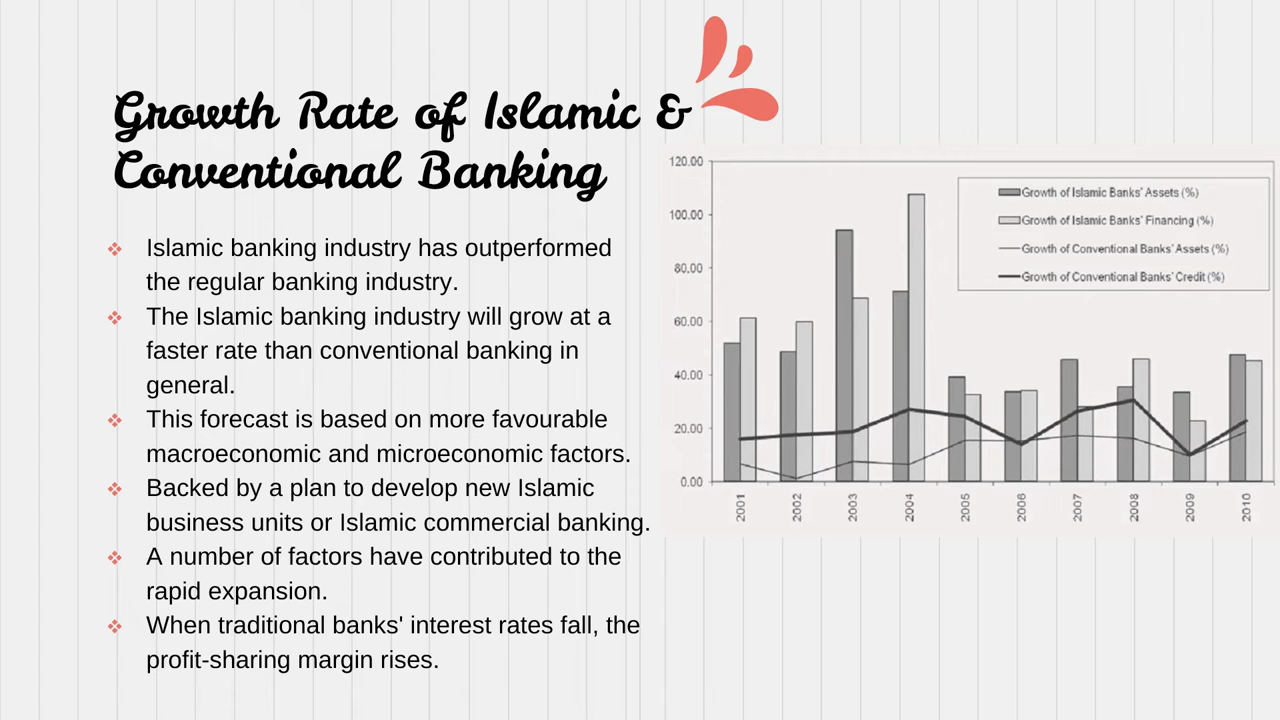 Growth Rate of Islamic &
Conventional Banking
❖ Islamic banking industry has outperformed
the regular banking industry.
❖ The Islamic banking industry will grow at a
faster rate than conventional banking in
general.
❖ This forecast is based on more favourable
macroeconomic and microeconomic factors.
❖ Backed by a plan to develop new Islamic
business units or Islamic commercial banking.
❖ A number of factors have contributed to the
rapid expansion.
❖ When traditional banks' interest rates fall, the
profit-sharing margin rises.
120.00
100.00
80.00
60.00
40.00
20.00
0.00
Growth of Islamic Banks' Assets (%)
Growth of Islamic Banks' Financing (%)
Growth of Conventional Banks' Assets (%)
Growth of Conventional Banks' Credit (%)
2001
2002
2003
2004
2005
2006
2007
2008
2009
2010